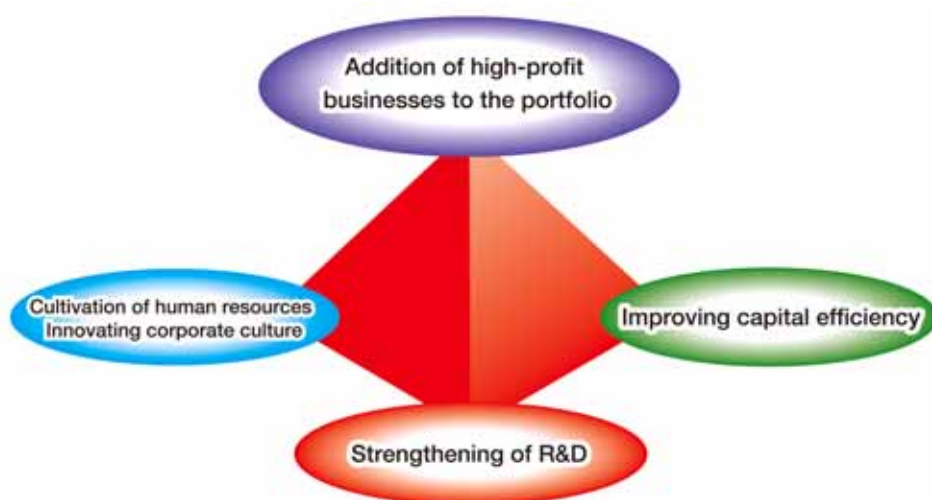 Addition of high-profit
businesses to the portfolio
Cultivation of human resources
Innovating corporate culture
Improving capital efficiency
Strengthening of R&D